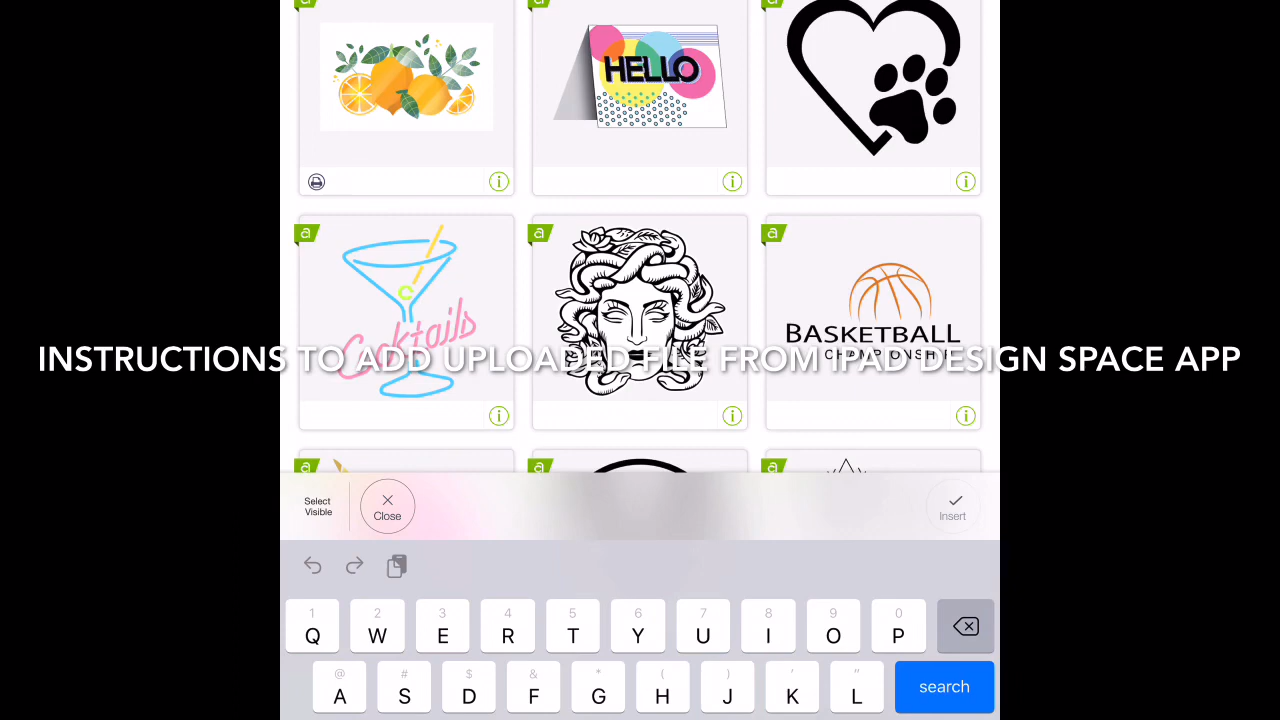 HELLO
a
a
a
Cocktails
BASKETBALL
CHAMPIONSHIP
INSTRUCTIONS TO ADD UPLOADED FILE FROM IPAD DESIGN SPACE APP
a
a
a
Select
Visible
Close
Insert
1 2 3 4 5 6 7 8 9 0
Q W E R T Y U I O P
@ # $ & * ( ) ' "
A S D F G H J K L
search